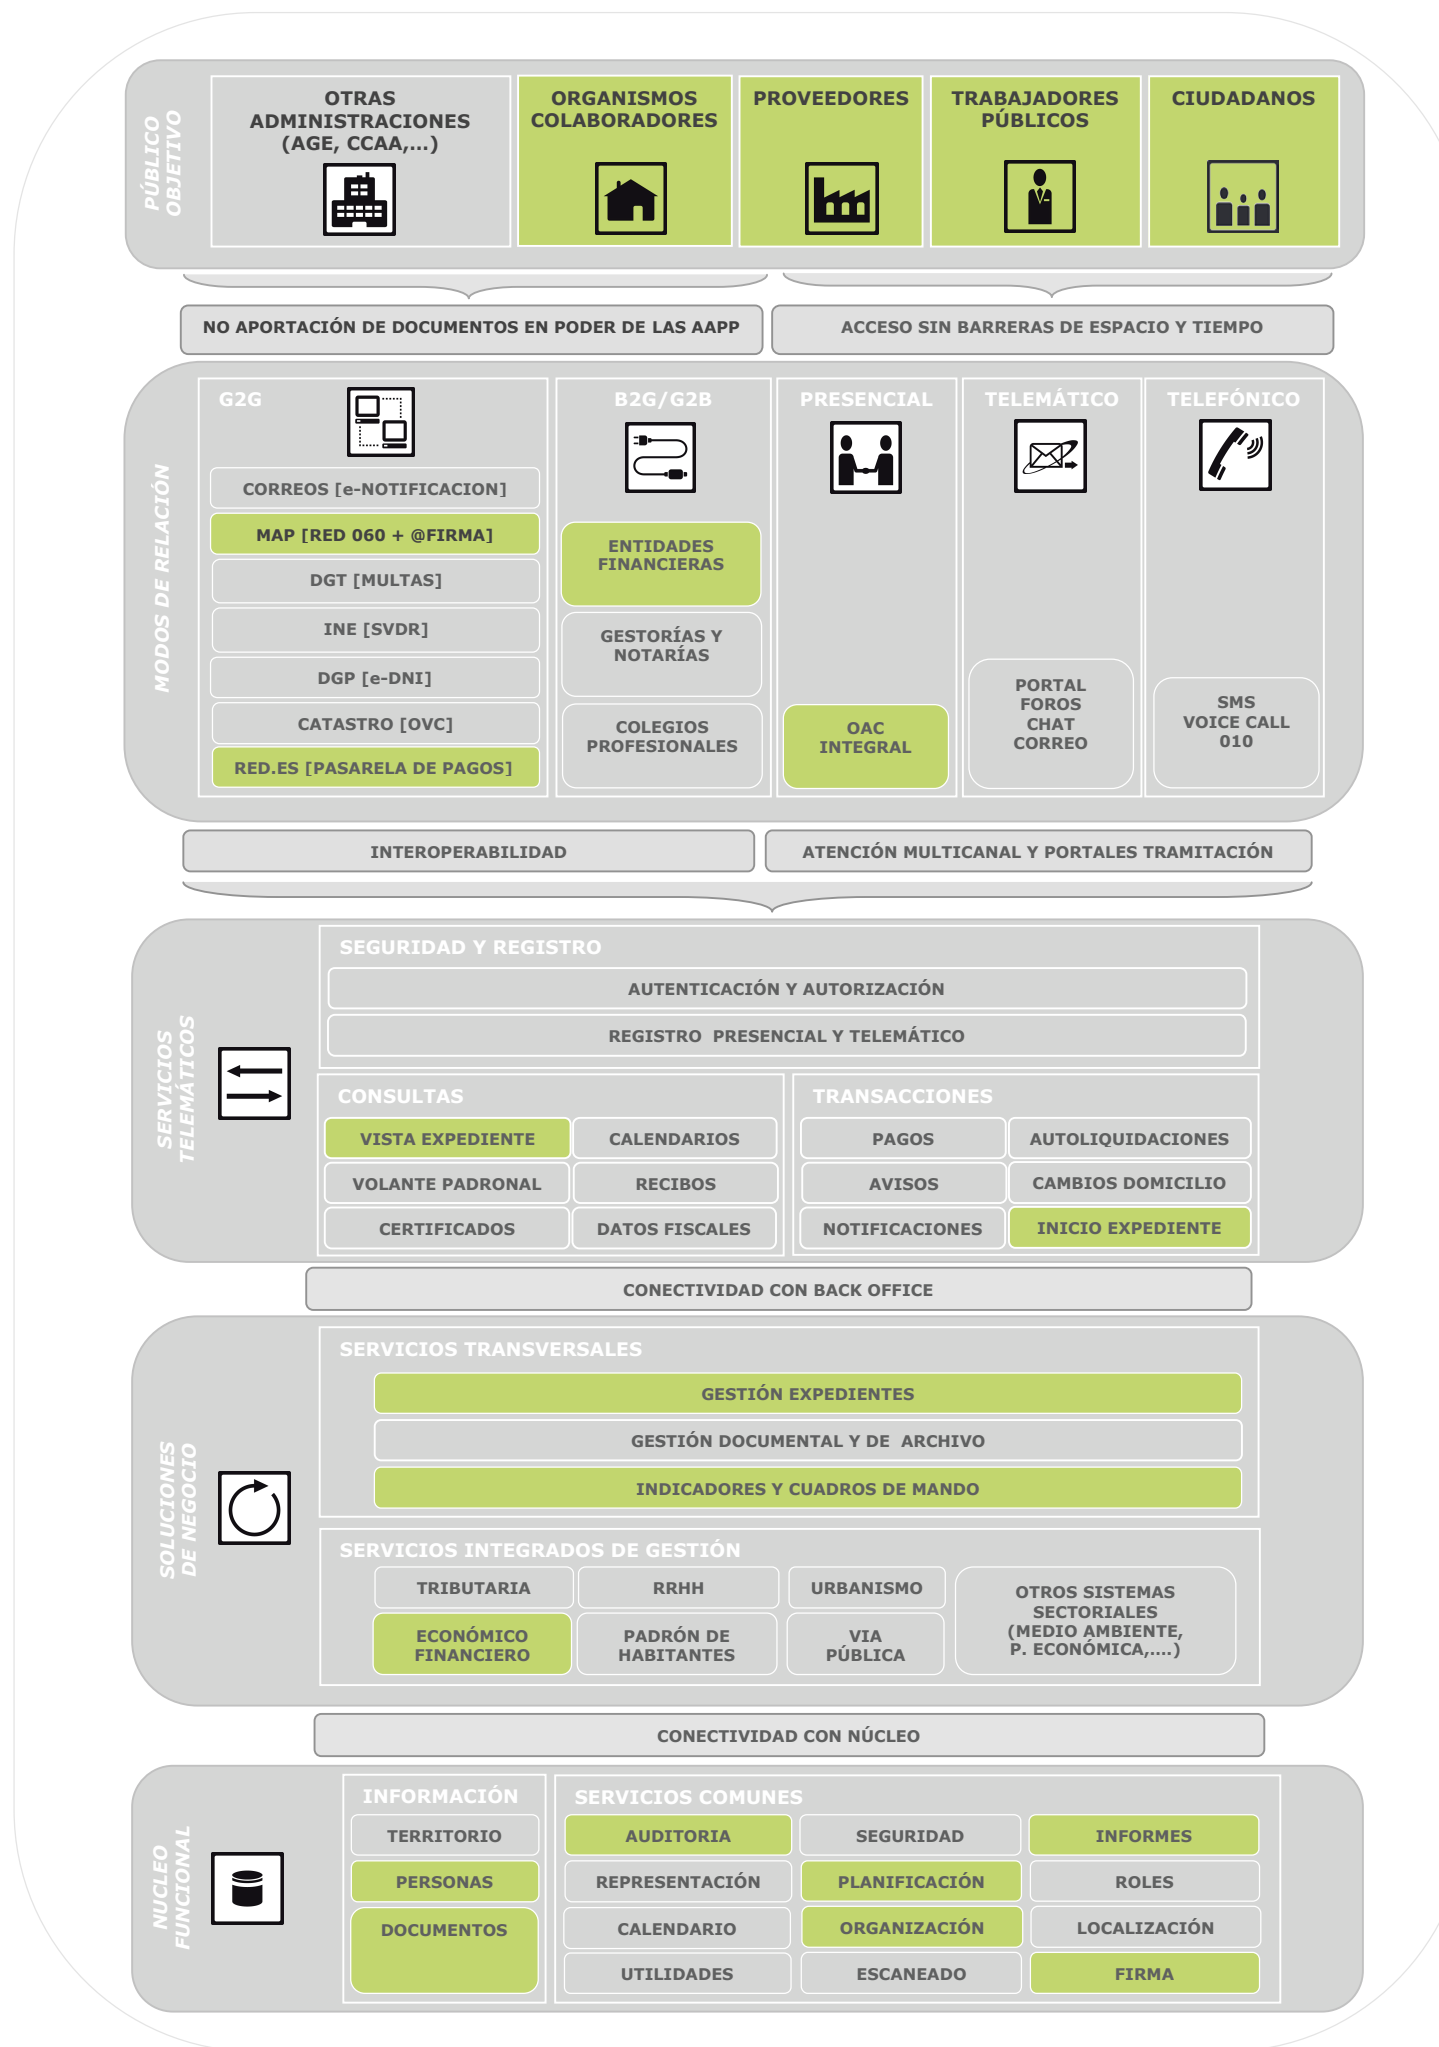 PÚBLICO
OBJETIVO
OTRAS
ADMINISTRACIONES
(AGE, CCAA,...)
ORGANISMOS
COLABORADORES
PROVEEDORES
TRABAJADORES
PÚBLICOS
CIUDADANOS
NO APORTACIÓN DE DOCUMENTOS EN PODER DE LAS AAPP
ACCESO SIN BARRERAS DE ESPACIO Y TIEMPO
MODOS DE RELACIÓN
G2G
CORREOS [e-NOTIFICACION]
MAP [RED 060 + @FIRMA]
DGT [MULTAS]
INE [SVDR]
DGP [e-DNI]
CATASTRO [OVC]
RED.ES [PASARELA DE PAGOS]
B2G/G2B
ENTIDADES
FINANCIERAS
GESTORÍAS Y
NOTARÍAS
COLEGIOS
PROFESIONALES
PRESENCIAL
OAC
INTEGRAL
TELEMÁTICO
PORTAL
FOROS
CHAT
CORREO
TELEFÓNICO
SMS
VOICE CALL
010
INTEROPERABILIDAD
ATENCIÓN MULTICANAL Y PORTALES TRAMITACIÓN
SERVICIOS
TELEMÁTICOS
SEGURIDAD Y REGISTRO
AUTENTICACIÓN Y AUTORIZACIÓN
REGISTRO  PRESENCIAL Y TELEMÁTICO
CONSULTAS
VISTA EXPEDIENTE
CALENDARIOS
VOLANTE PADRONAL
RECIBOS
CERTIFICADOS
DATOS FISCALES
TRANSACCIONES
PAGOS
AUTOLIQUIDACIONES
AVISOS
CAMBIOS DOMICILIO
NOTIFICACIONES
INICIO EXPEDIENTE
CONECTIVIDAD CON BACK OFFICE
SOLUCIONES
DE NEGOCIO
SERVICIOS TRANSVERSALES
GESTIÓN EXPEDIENTES
GESTIÓN DOCUMENTAL Y DE  ARCHIVO
INDICADORES Y CUADROS DE MANDO
SERVICIOS INTEGRADOS DE GESTIÓN
TRIBUTARIA
RRHH
URBANISMO
ECONÓMICO
FINANCIERO
PADRÓN DE
HABITANTES
VIA
PÚBLICA
OTROS SISTEMAS
SECTORIALES
(MEDIO AMBIENTE,
P. ECONÓMICA,....)
CONECTIVIDAD CON NÚCLEO
NUCLEO
FUNCIONAL
INFORMACIÓN
TERRITORIO
PERSONAS
DOCUMENTOS
SERVICIOS COMUNES
AUDITORIA
SEGURIDAD
INFORMES
REPRESENTACIÓN
PLANIFICACIÓN
ROLES
CALENDARIO
ORGANIZACIÓN
LOCALIZACIÓN
UTILIDADES
ESCANEADO
FIRMA